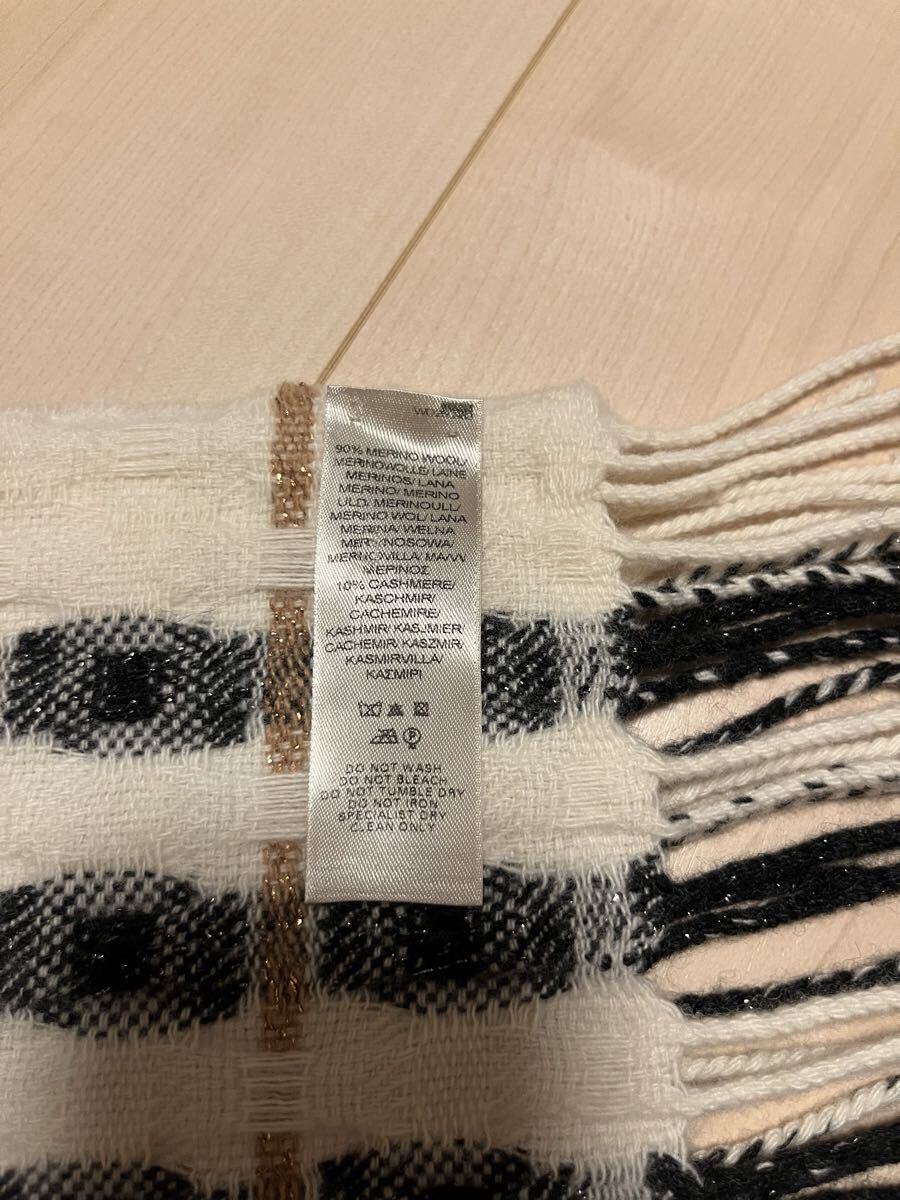 90% MERINO WOOL/
MERINOWOLLE/ LAINE
MERINOS/ LANA
MERINO/ MERINO
ULD/ MERINOULL/
MERINO WOL/ LANA
MERINA/ WELNA
MERYNOSOWA/
MERINOVILLA/ ΜΑΛΛΙ
ΜΕΡΙΝΟΣ
10% CASHMERE/
KASCHMIR/
CACHEMIRE/
KASHMIR/ KASJMIER
CACHEMIR/ KASZMIR/
KASMIRVILLA/
ΚΑΣΜΙΡΙ
P
DO NOT WASH
DO NOT BLEACH
DO NOT TUMBLE DRY
DO NOT IRON
SPECIALIST DRY
CLEAN ONLY